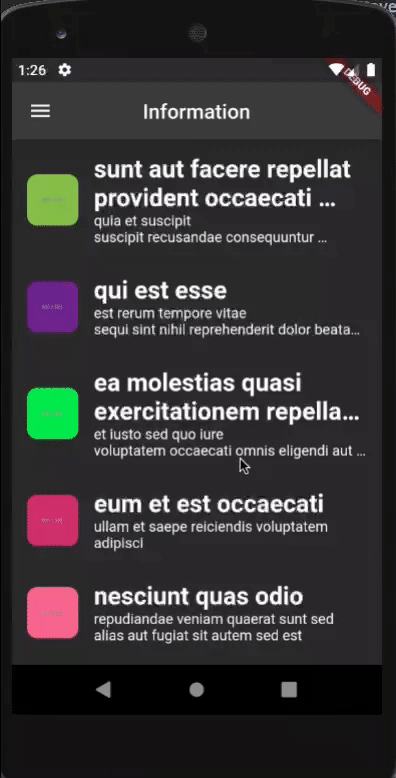 1:26
DEBUG
Information
sunt aut facere repellat
provident occaecati …
quia et suscipit
suscipit recusandae consequuntur …
qui est esse
est rerum tempore vitae
sequi sint nihil reprehenderit dolor beata…
ea molestias quasi
exercitationem repella…
et iusto sed quo iure
voluptatem occaecati omnis eligendi aut …
eum et est occaecati
ullam et saepe reiciendis voluptatem
adipisci
nesciunt quas odio
repudiandae veniam quaerat sunt sed
alias aut fugiat sit autem sed est